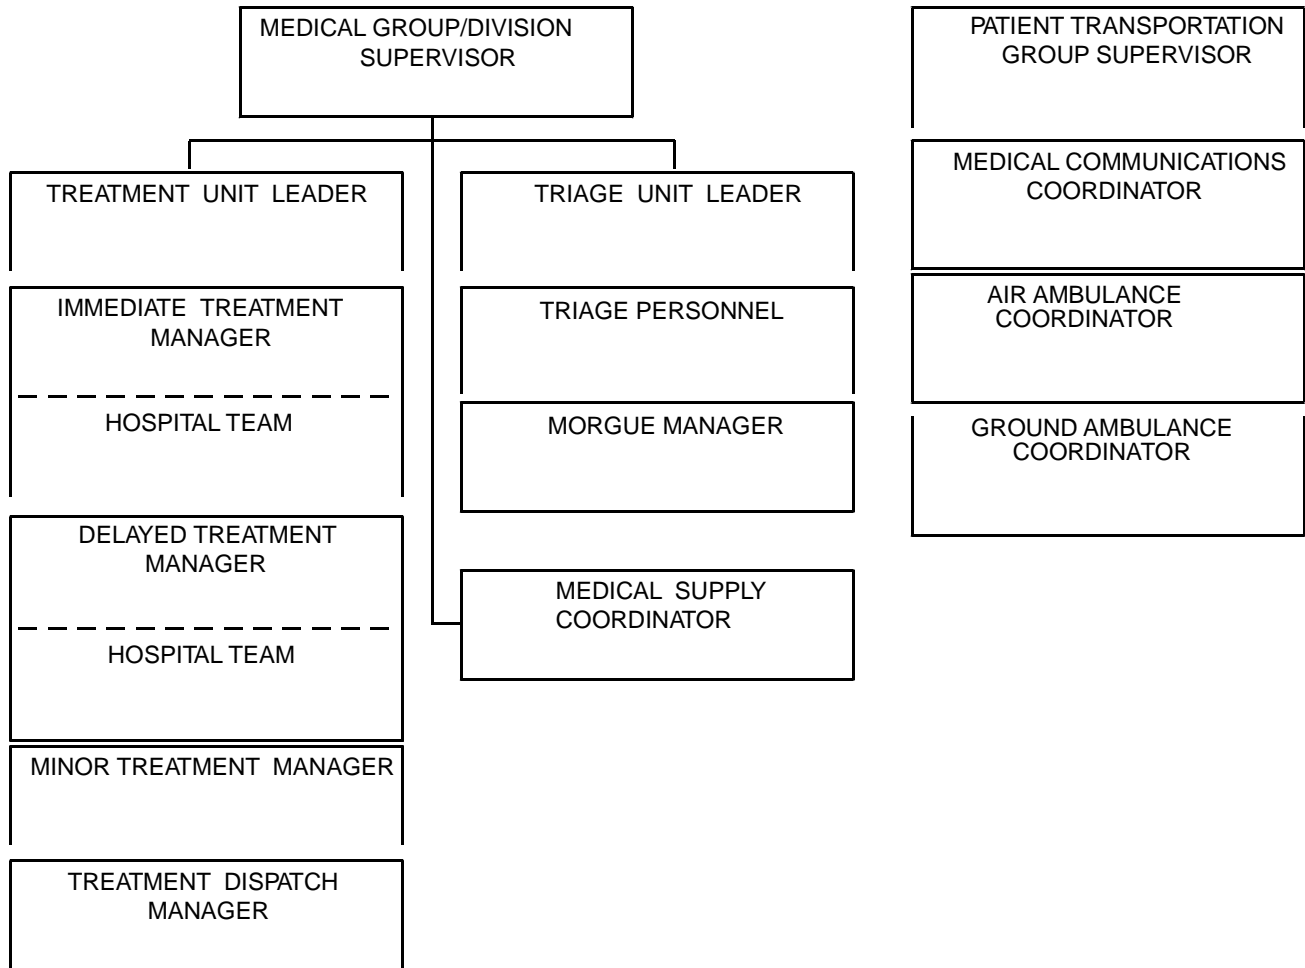 MEDICAL GROUP/DIVISION
SUPERVISOR
TREATMENT UNIT LEADER
IMMEDIATE TREATMENT
MANAGER
HOSPITAL TEAM
DELAYED TREATMENT
MANAGER
HOSPITAL TEAM
MINOR TREATMENT MANAGER
TREATMENT DISPATCH
MANAGER
TRIAGE UNIT LEADER
TRIAGE PERSONNEL
MORGUE MANAGER
MEDICAL SUPPLY
COORDINATOR
PATIENT TRANSPORTATION
GROUP SUPERVISOR
MEDICAL COMMUNICATIONS
COORDINATOR
AIR AMBULANCE
COORDINATOR
GROUND AMBULANCE
COORDINATOR